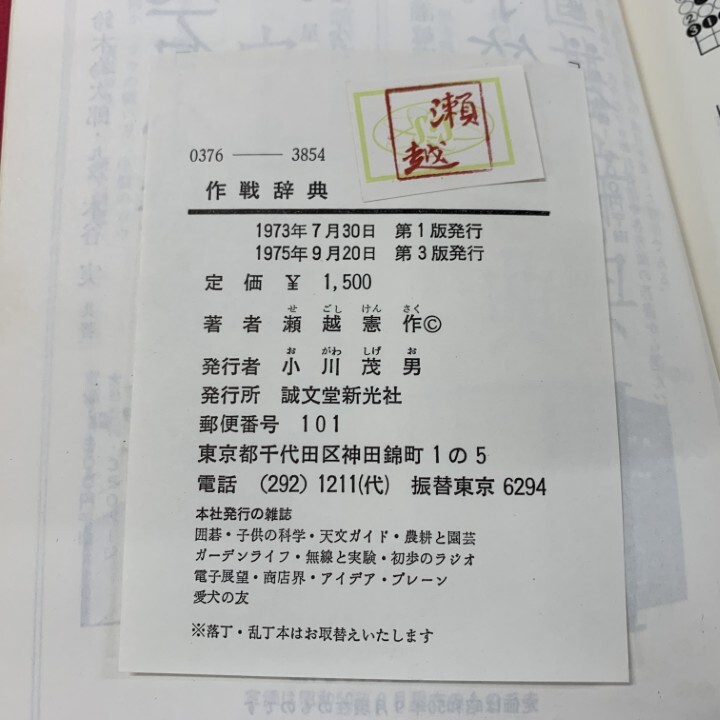 瀬越
0376 ―― 3854
作戦辞典
1973年7月30日 第1版発行
1975年9月20日 第3版発行
定価 ¥ 1,500
せ ごし けん さく
著者 瀬越憲作©
お がわ しげ お
発行者 小川茂男
発行所 誠文堂新光社
郵便番号 101
東京都千代田区神田錦町1の5
電話 (292) 1211(代) 振替東京 6294
本社発行の雑誌
囲碁・子供の科学・天文ガイド・農耕と園芸
ガーデンライフ・無線と実験・初歩のラジオ
電子展望・商店界・アイデア・ブレーン
愛犬の友
※落丁・乱丁本はお取替えいたします